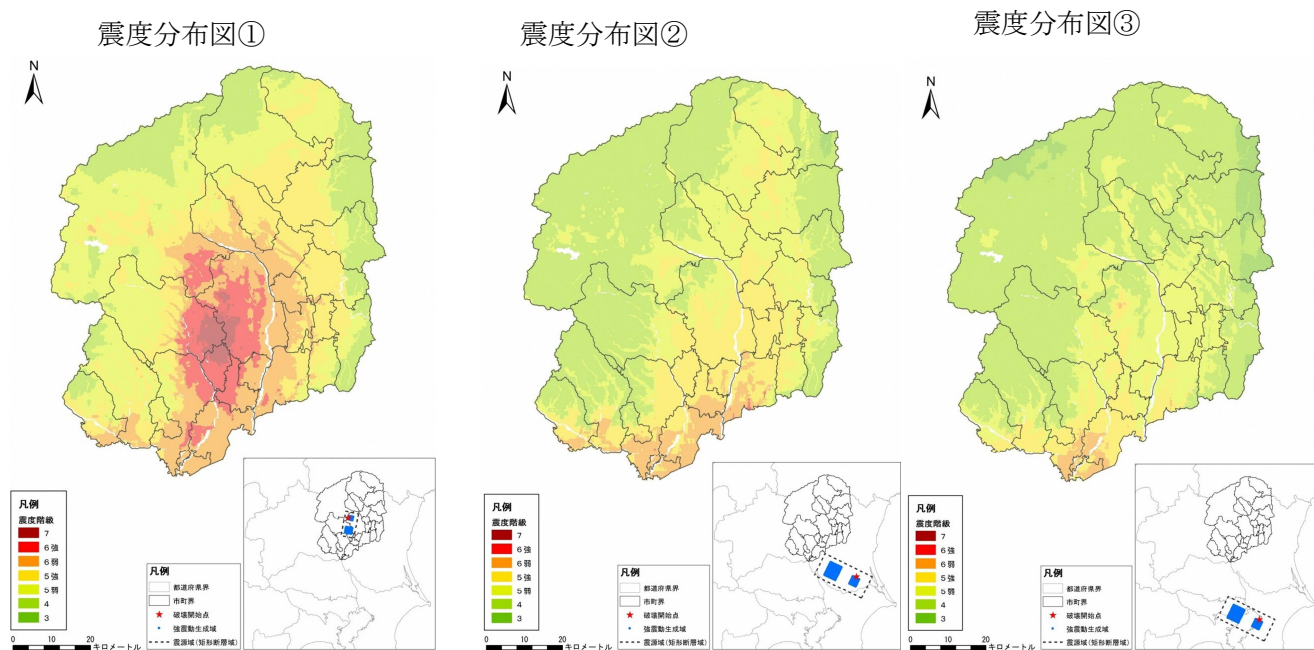 震度分布図①
震度分布図②
震度分布図③
N
N
N
凡例
震度階級
7
6強
6弱
5強
5弱
4
3
0 10 20
キロメートル
凡例
都道府県界
市町界
破壊開始点
強震動生成域
震源域(矩形断層域)
凡例
震度階級
7
6強
6弱
5強
5弱
4
3
0 10 20
キロメートル
凡例
都道府県界
市町界
破壊開始点
強震動生成域
震源域(矩形断層域)
凡例
震度階級
7
6強
6弱
5強
5弱
4
3
0 10 20
キロメートル
凡例
都道府県界
市町界
破壊開始点
強震動生成域
震源域(矩形断層域)